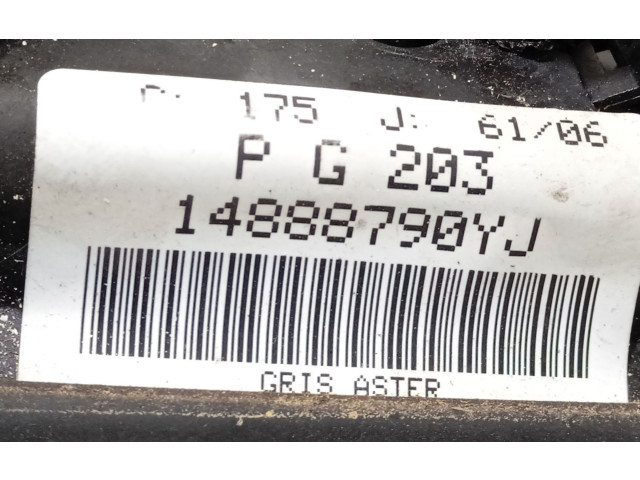 175 J: 61/06
P G 203
14888790YJ
GRIS ASTER